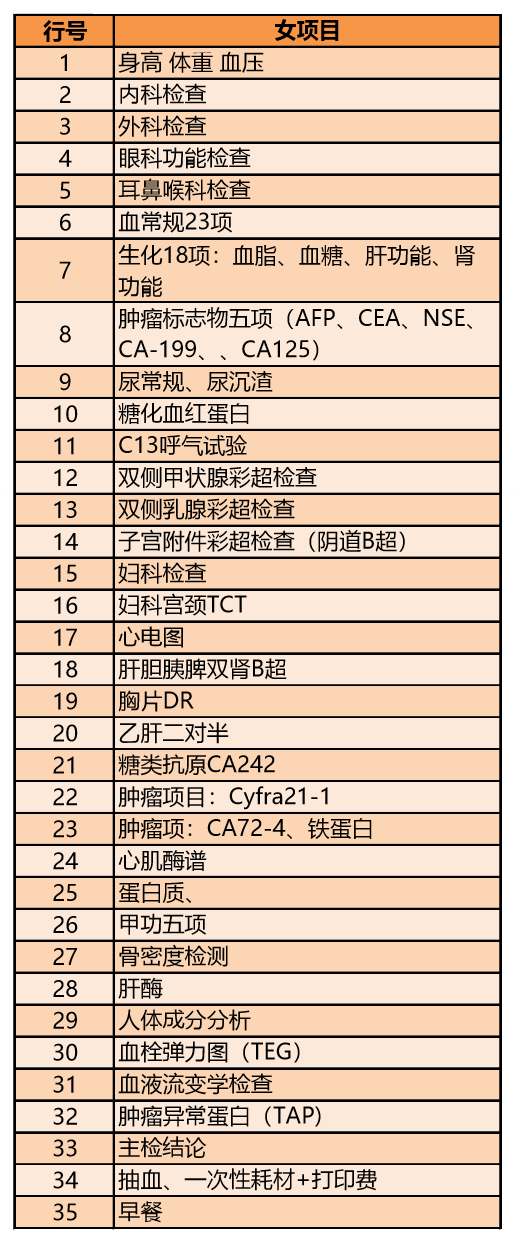 行号 女项目
1 身高 体重 血压
2 内科检查
3 外科检查
4 眼科功能检查
5 耳鼻喉科检查
6 血常规23项
7 生化18项：血脂、血糖、肝功能、肾
功能
8 肿瘤标志物五项（AFP、CEA、NSE、
CA-199、、CA125）
9 尿常规、尿沉渣
10 糖化血红蛋白
11 C13呼气试验
12 双侧甲状腺彩超检查
13 双侧乳腺彩超检查
14 子宫附件彩超检查（阴道B超）
15 妇科检查
16 妇科宫颈TCT
17 心电图
18 肝胆胰脾双肾B超
19 胸片DR
20 乙肝二对半
21 糖类抗原CA242
22 肿瘤项目：Cyfra21-1
23 肿瘤项：CA72-4、铁蛋白
24 心肌酶谱
25 蛋白质、
26 甲功五项
27 骨密度检测
28 肝酶
29 人体成分分析
30 血栓弹力图（TEG）
31 血液流变学检查
32 肿瘤异常蛋白（TAP）
33 主检结论
34 抽血、一次性耗材+打印费
35 早餐